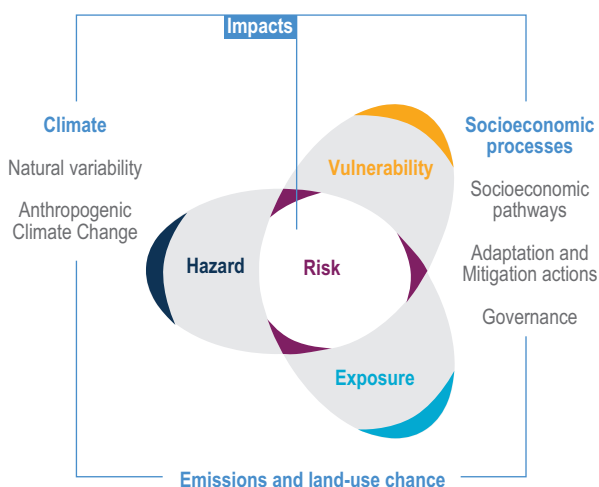 Impacts
Climate
Natural variability
Anthropogenic
Climate Change
Hazard
Risk
Vulnerability
Exposure
Socioeconomic
processes
Socioeconomic
pathways
Adaptation and
Mitigation actions
Governance
Emissions and land-use chance